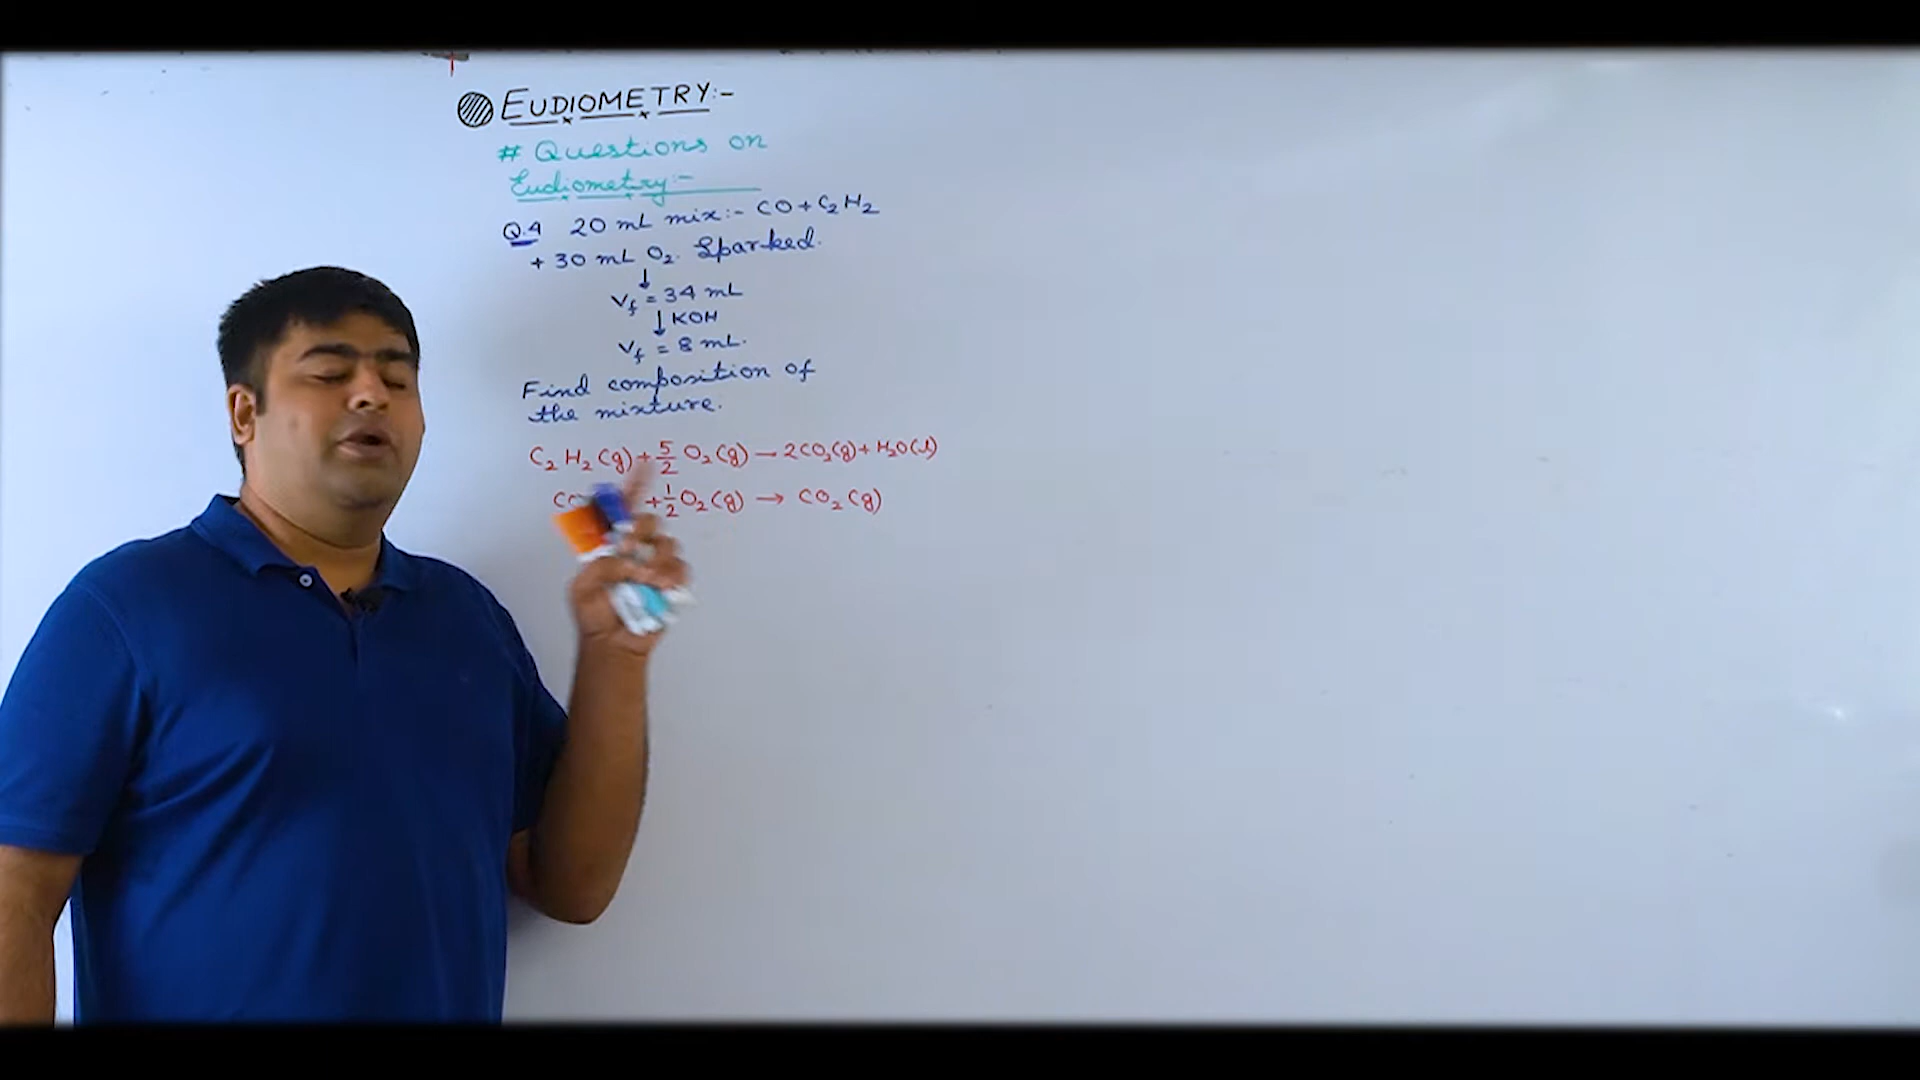 EUDIOMETRY:-
# Questions on
Eudiometry:-
Q.4 20 mL mix:- CO+C₂H₂
+ 30 mL O₂. Sparked.
↓
Vf = 34 mL
↓ KOH
Vf = 8 mL.
Find composition of
the mixture.
C₂H₂(g)+5/2 O₂(g) → 2CO₂(g)+H₂O(l)
+1/2 O₂(g) → CO₂(g)